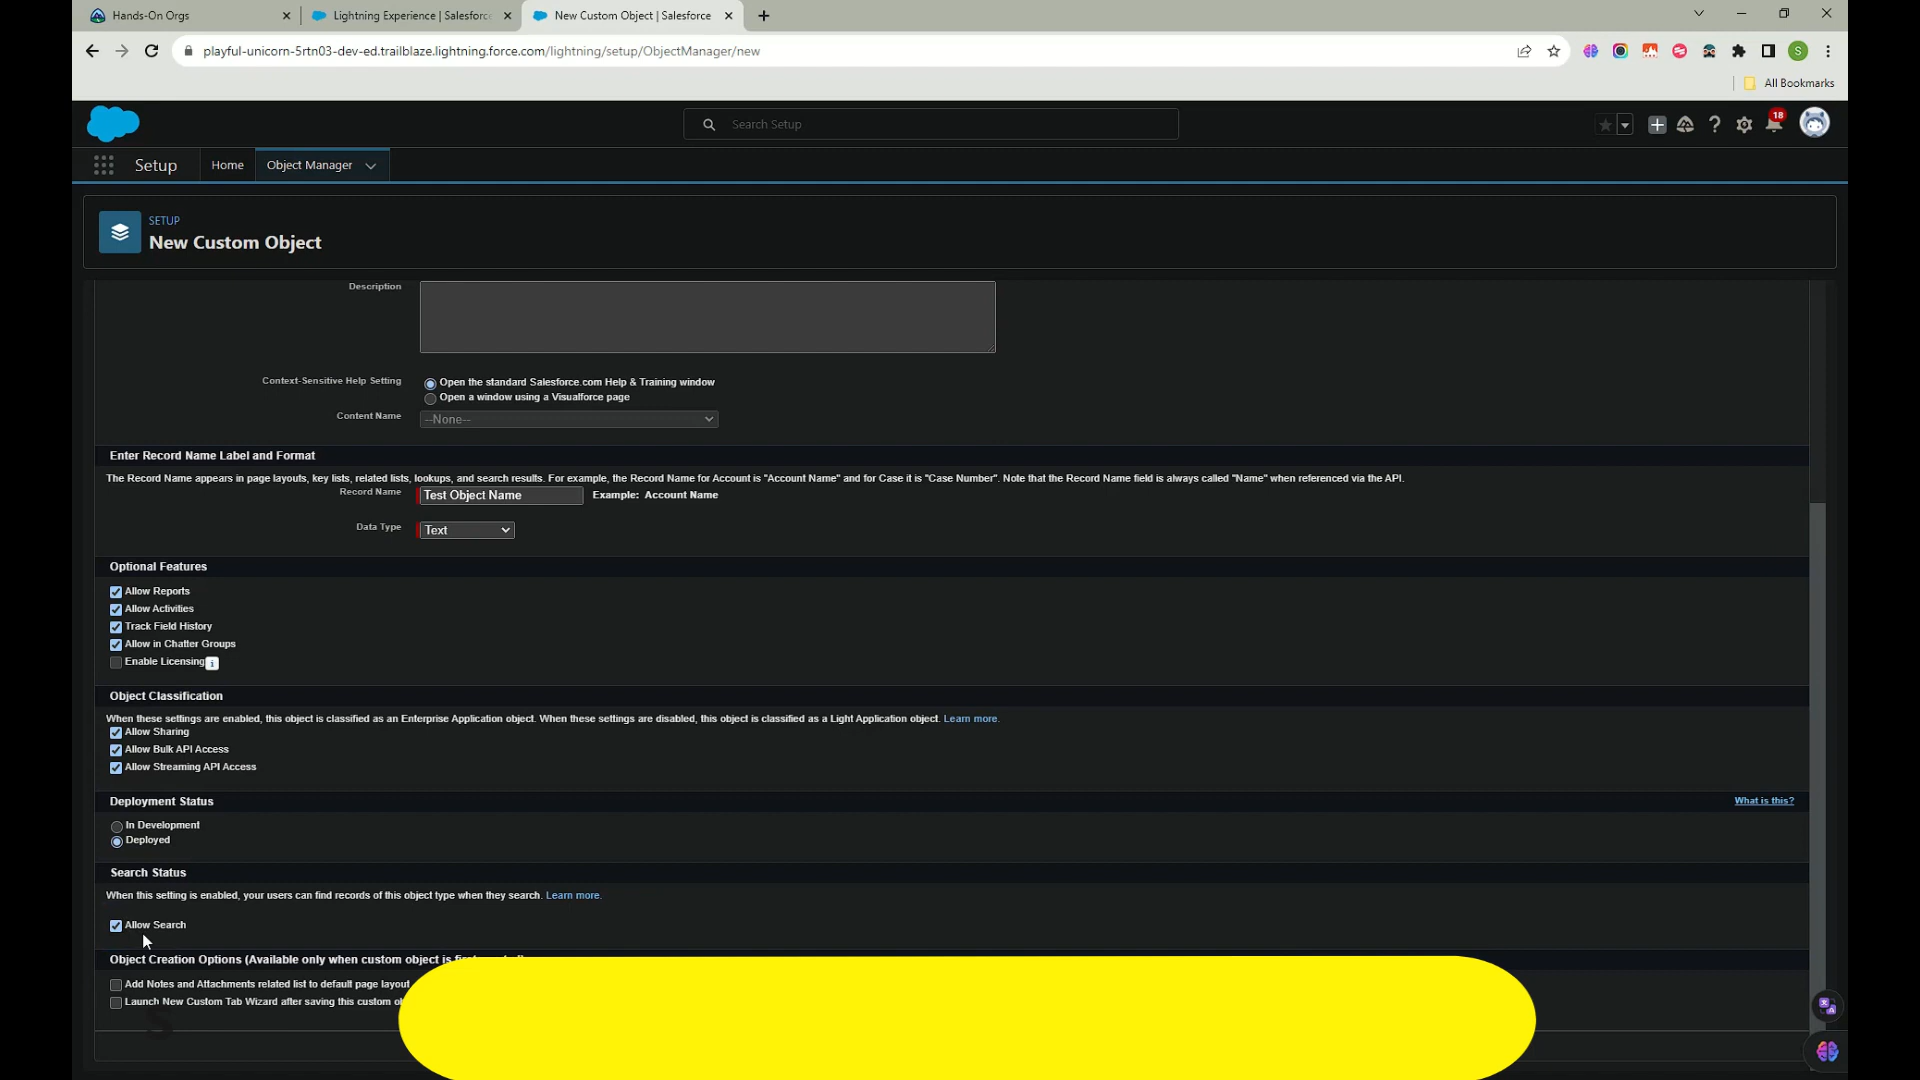 Hands-On Orgs
Lightning Experience | Salesforce
New Custom Object | Salesforce
playful-unicorn-5rtn03-dev-ed.trailblaze.lightning.force.com/lightning/setup/ObjectManager/new
S
All Bookmarks
Search Setup
18
Setup
Home
Object Manager
SETUP
New Custom Object
Description
Context-Sensitive Help Setting
Open the standard Salesforce.com Help & Training window
Open a window using a Visualforce page
Content Name
--None--
Enter Record Name Label and Format
The Record Name appears in page layouts, key lists, related lists, lookups, and search results. For example, the Record Name for Account is "Account Name" and for Case it is "Case Number". Note that the Record Name field is always called "Name" when referenced via the API.
Record Name
Test Object Name
Example: Account Name
Data Type
Text
Optional Features
Allow Reports
Allow Activities
Track Field History
Allow in Chatter Groups
Enable Licensing i
Object Classification
When these settings are enabled, this object is classified as an Enterprise Application object. When these settings are disabled, this object is classified as a Light Application object. Learn more.
Allow Sharing
Allow Bulk API Access
Allow Streaming API Access
Deployment Status
What is this?
In Development
Deployed
Search Status
When this setting is enabled, your users can find records of this object type when they search. Learn more.
Allow Search
Object Creation Options (Available only when custom object is
Add Notes and Attachments related list to default page layout
Launch New Custom Tab Wizard after saving this custom
S